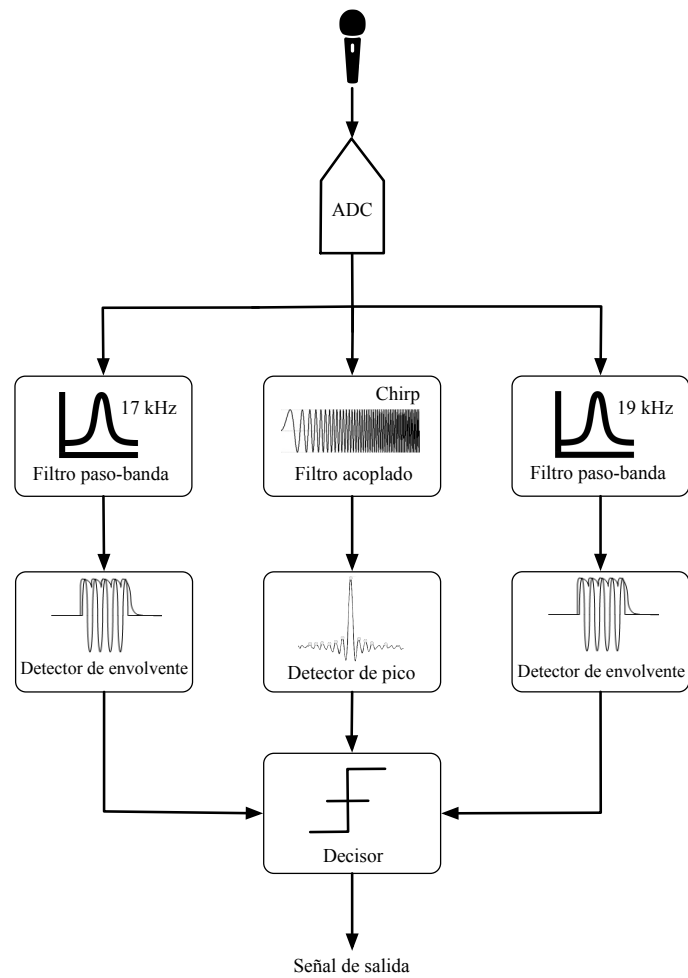 ADC
17 kHz
Filtro paso-banda
Chirp
Filtro acoplado
19 kHz
Filtro paso-banda
Detector de envolvente
Detector de pico
Detector de envolvente
Decisor
Señal de salida